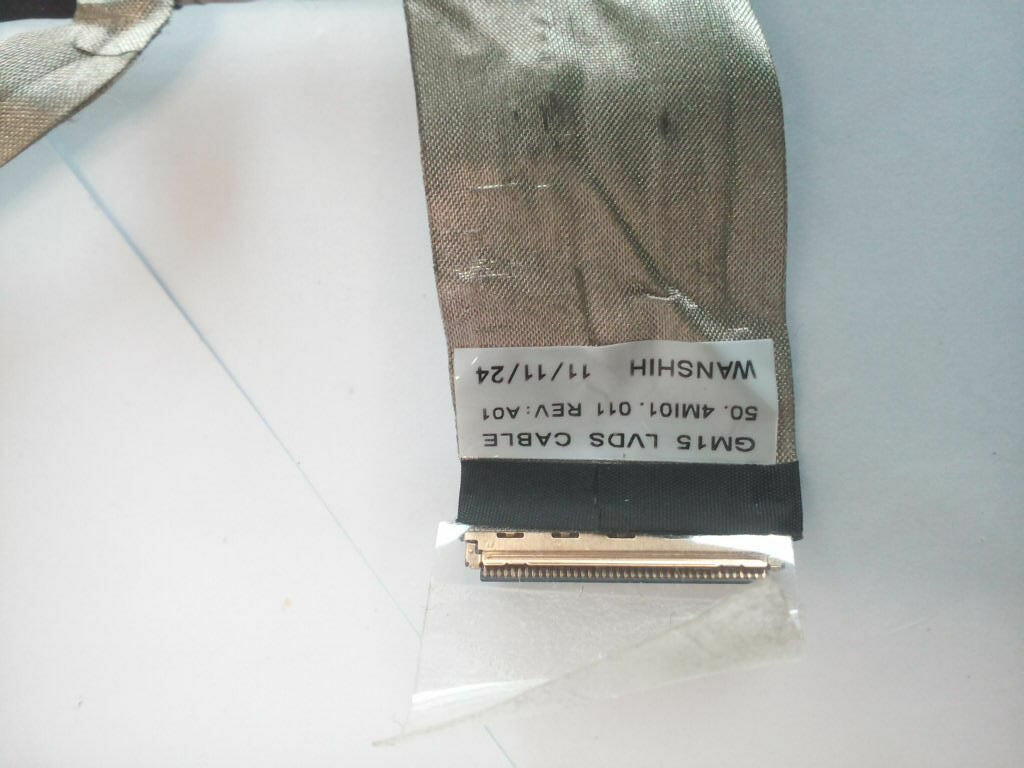 GM15 LVDS CABLE
50.4MI01.011 REV:A01
WANSHIH 11/11/24